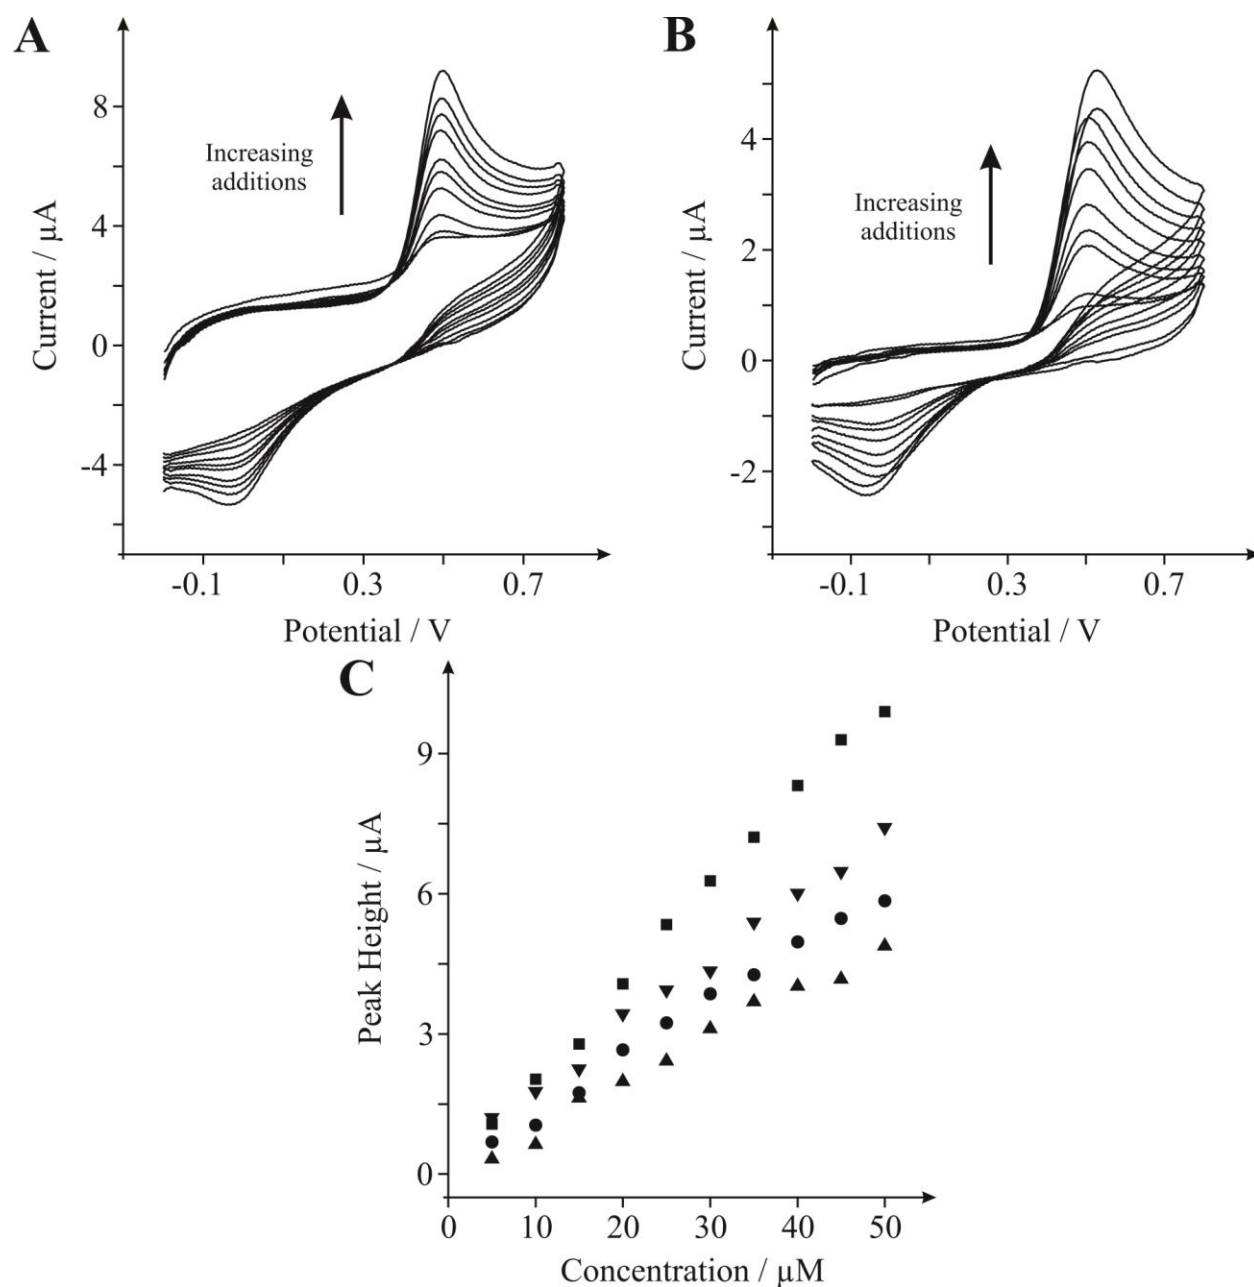 A
8
4
0
-4
Current / µA
Increasing
additions
-0.1
0.3
0.7
Potential / V
B
4
2
0
-2
Current / µA
Increasing
additions
-0.1
0.3
0.7
Potential / V
C
9
6
3
0
Peak Height / µA
0
10
20
30
40
50
Concentration / µM